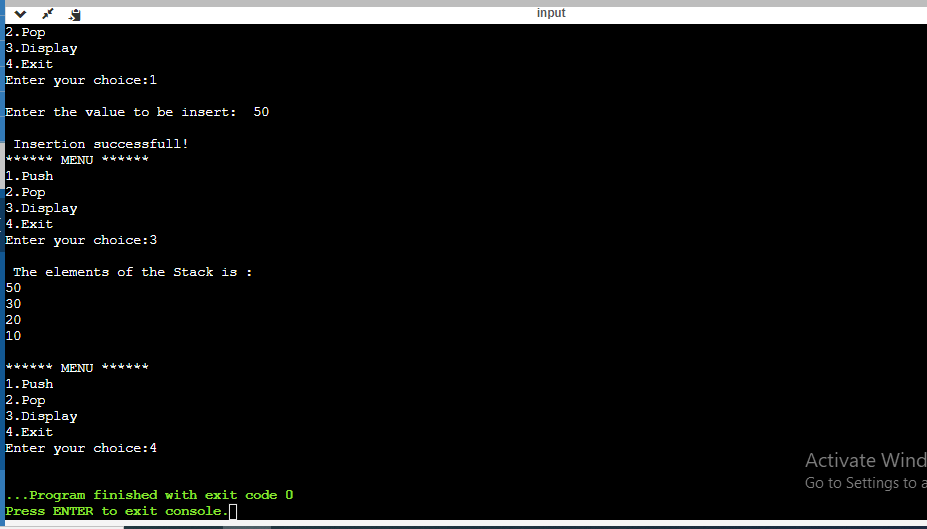 input
2.Pop
3.Display
4.Exit
Enter your choice:1
Enter the value to be insert:  50
Insertion successfull!
****** MENU ******
1.Push
2.Pop
3.Display
4.Exit
Enter your choice:3
The elements of the Stack is :
50
30
20
10
****** MENU ******
1.Push
2.Pop
3.Display
4.Exit
Enter your choice:4
Activate Wind
Go to Settings to a
...Program finished with exit code 0
Press ENTER to exit console.